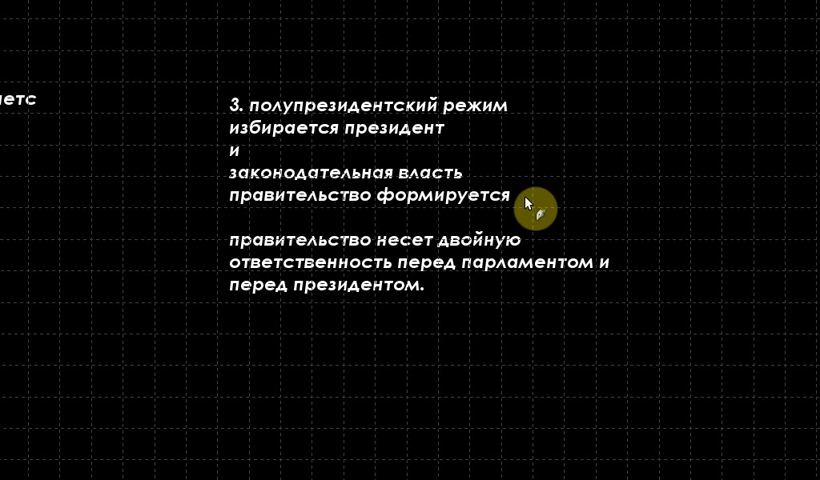 3. полупрезидентский режим
избирается президент
и
законодательная власть
правительство формируется
правительство несет двойную
ответственность перед парламентом и
перед президентом.